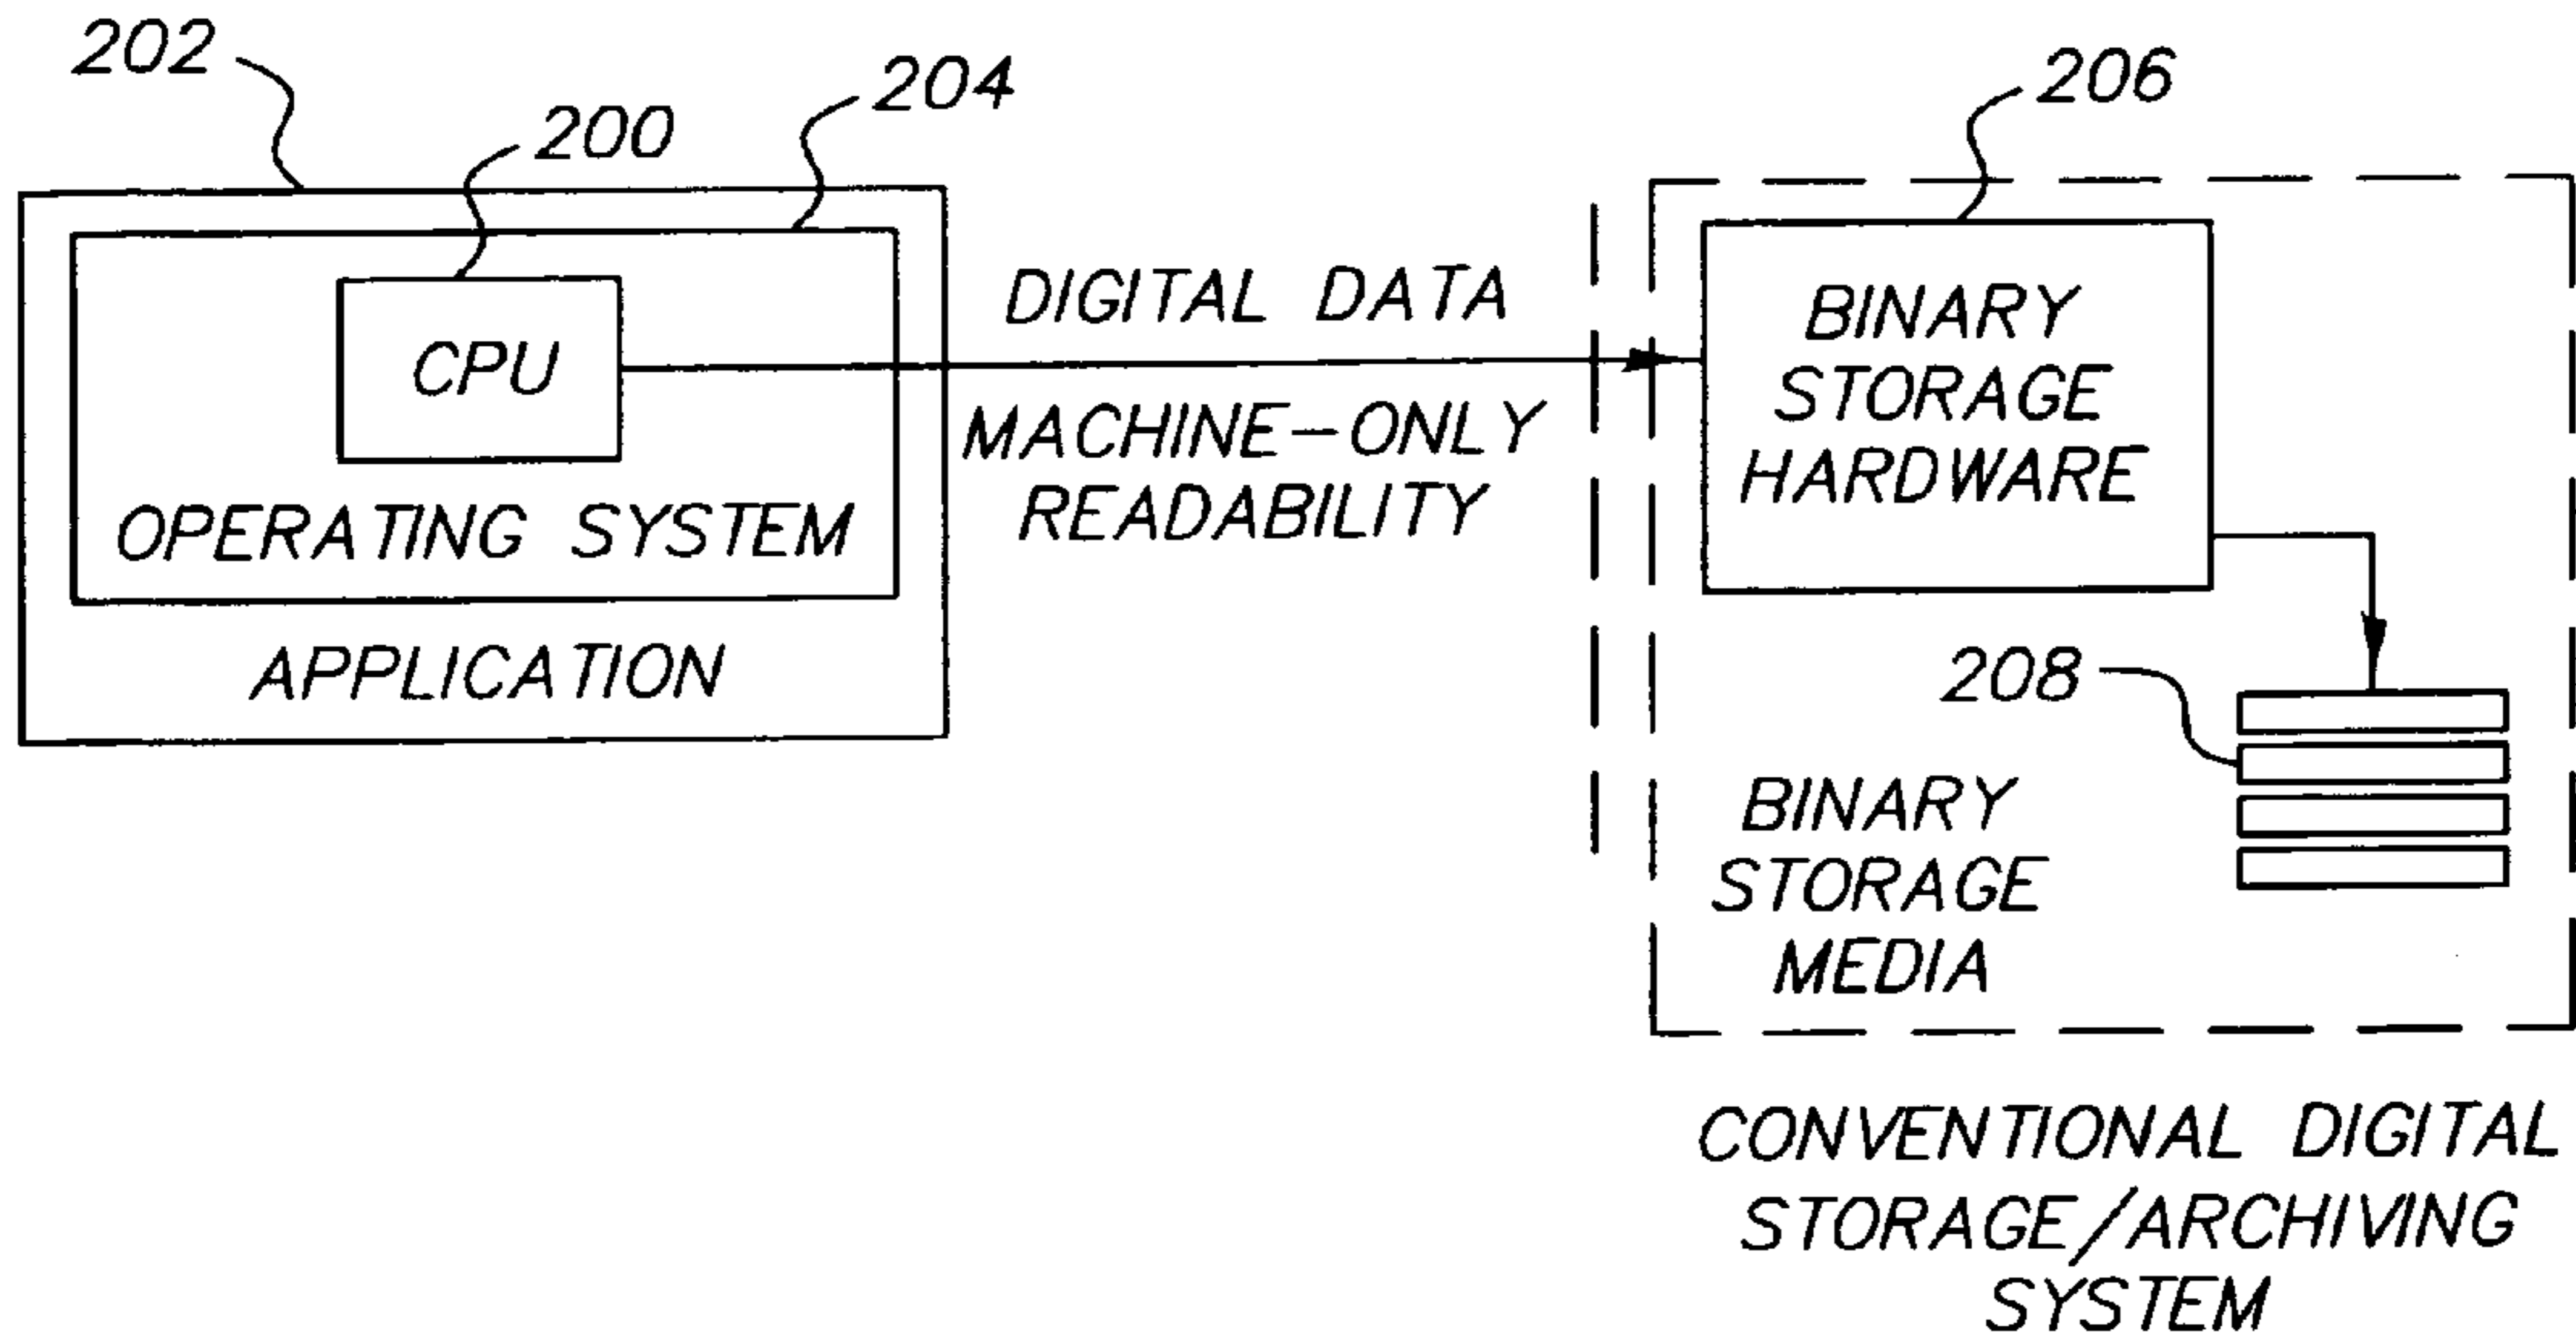 202
200
204
206
CPU
OPERATING SYSTEM
APPLICATION
DIGITAL DATA
MACHINE-ONLY
READABILITY
BINARY
STORAGE
HARDWARE
208
BINARY
STORAGE
MEDIA
CONVENTIONAL DIGITAL
STORAGE/ARCHIVING
SYSTEM